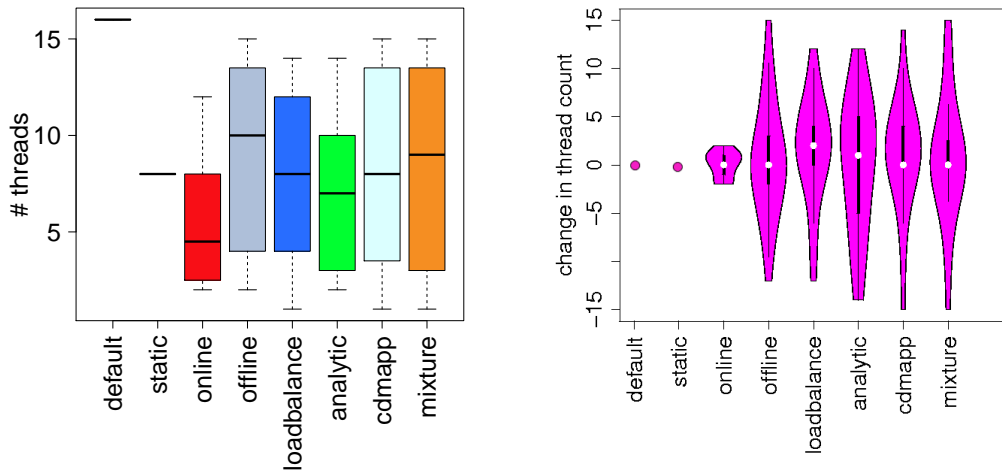 # threads
15
10
5
default
static
online
offline
loadbalance
analytic
cdmapp
mixture
change in thread count
15
10
5
0
-5
-15
default
static
online
offline
loadbalance
analytic
cdmapp
mixture